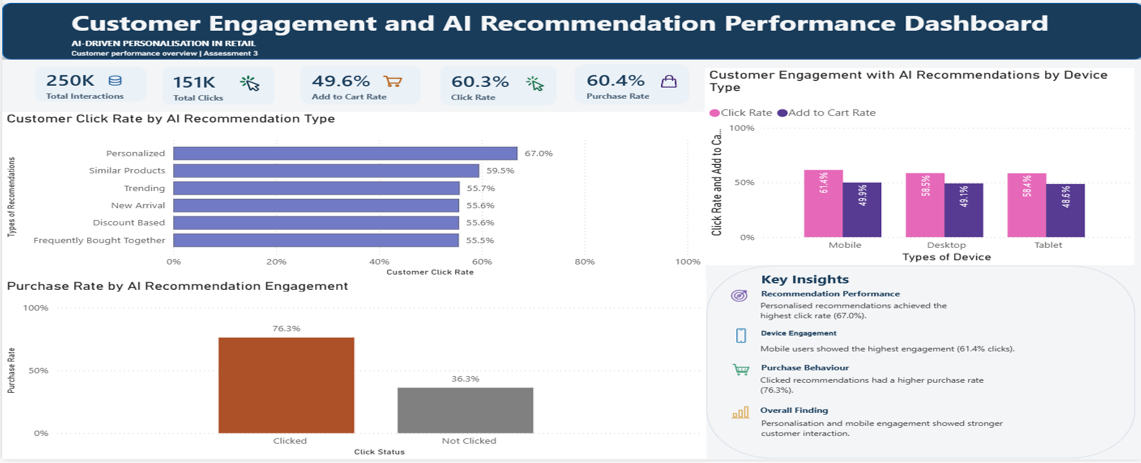 Customer Engagement and AI Recommendation Performance Dashboard
AI-DRIVEN PERSONALISATION IN RETAIL
Customer performance overview | Assessment 3
250K
Total Interactions
151K
Total Clicks
49.6%
Add to Cart Rate
60.3%
Click Rate
60.4%
Purchase Rate
Customer Click Rate by AI Recommendation Type
Types of Recomendations
Personalized 67.0%
Similar Products 59.5%
Trending 55.7%
New Arrival 55.6%
Discount Based 55.6%
Frequently Bought Together 55.5%
0% 20% 40% 60% 80% 100%
Customer Click Rate
Purchase Rate by AI Recommendation Engagement
Purchase Rate
100%
50%
0%
76.3%
36.3%
Clicked Not Clicked
Click Status
Customer Engagement with AI Recommendations by Device
Type
Click Rate Add to Cart Rate
Click Rate and Add to Ca...
100%
50%
0%
61.4% 49.9% 58.5% 49.1% 58.4% 48.6%
Mobile Desktop Tablet
Types of Device
Key Insights
Recommendation Performance
Personalised recommendations achieved the
highest click rate (67.0%).
Device Engagement
Mobile users showed the highest engagement (61.4% clicks).
Purchase Behaviour
Clicked recommendations had a higher purchase rate
(76.3%).
Overall Finding
Personalisation and mobile engagement showed stronger
customer interaction.